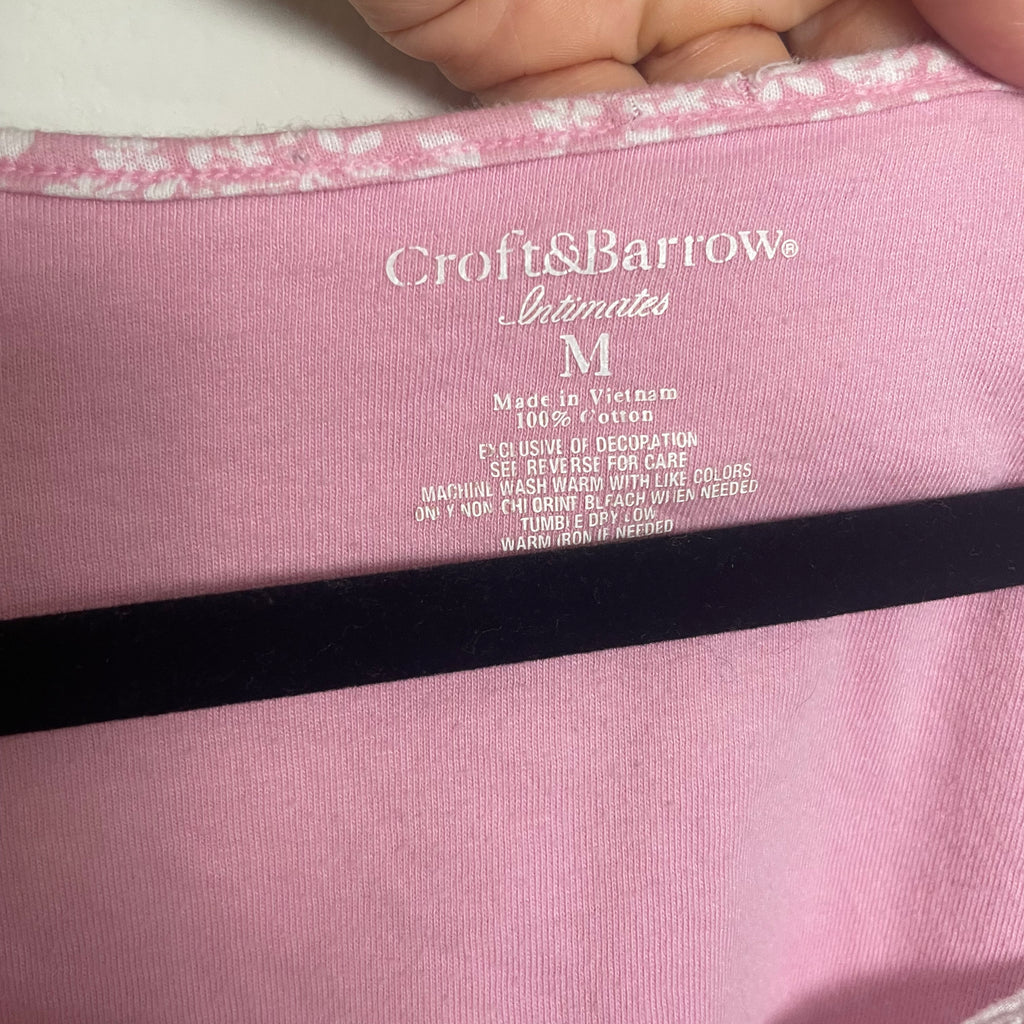 Croft&Barrow®
Intimates
M
Made in Vietnam
100% Cotton
EXCLUSIVE OF DECORATION
SEE REVERSE FOR CARE
MACHINE WASH WARM WITH LIKE COLORS
ONLY NON CHLORINE BLEACH WHEN NEEDED
TUMBLE DRY LOW
WARM IRON IF NEEDED